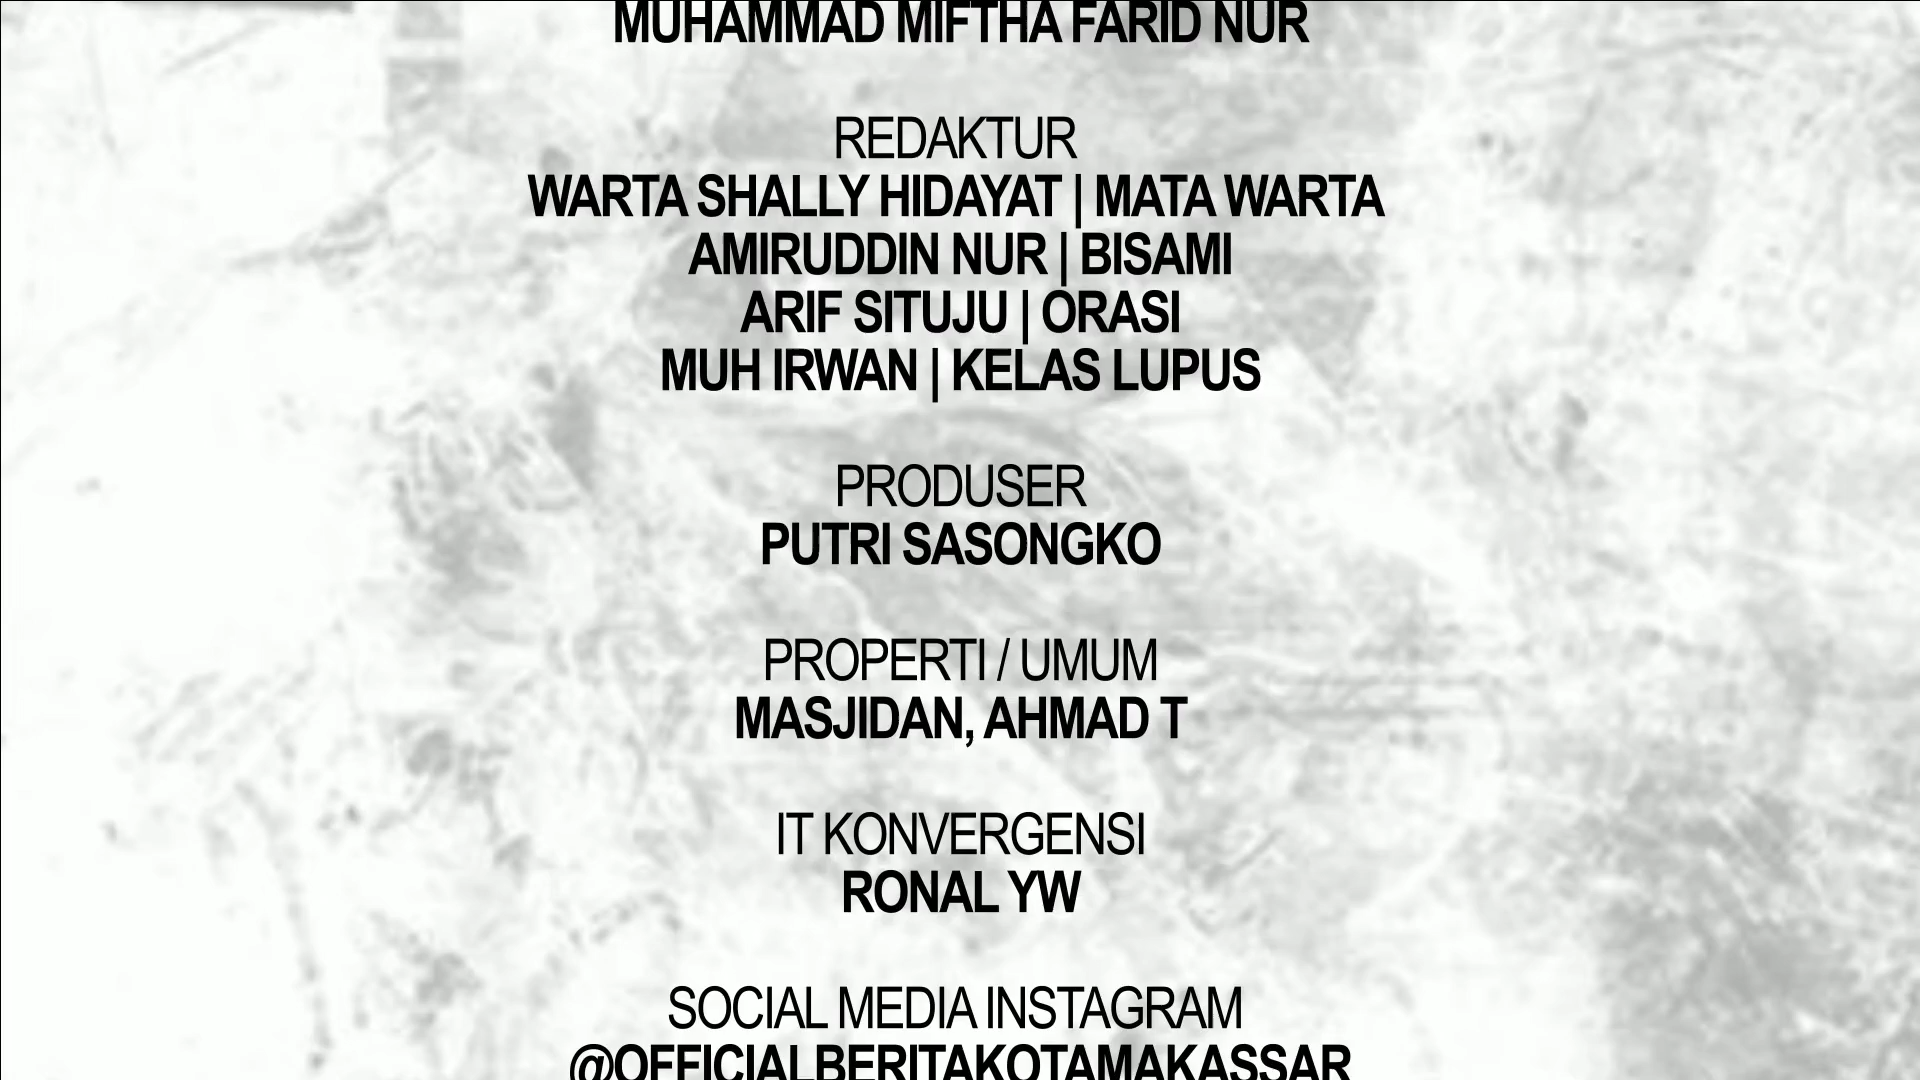 MUHAMMAD MIFTHA FARID NUR
REDAKTUR
WARTA SHALLY HIDAYAT | MATA WARTA
AMIRUDDIN NUR | BISAMI
ARIF SITUJU | ORASI
MUH IRWAN | KELAS LUPUS
PRODUSER
PUTRI SASONGKO
PROPERTI / UMUM
MASJIDAN, AHMAD T
IT KONVERGENSI
RONAL YW
SOCIAL MEDIA INSTAGRAM
@OFFICIALBERITAKOTAMAKASSAR